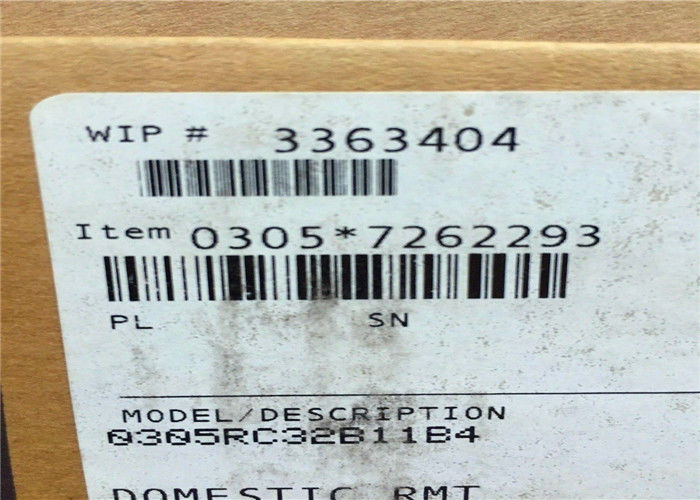 WIP # 3363404
Item 0305*7262293
PL SN
MODEL/DESCRIPTION
0305RC32B11B4
DOMESTIC RMT